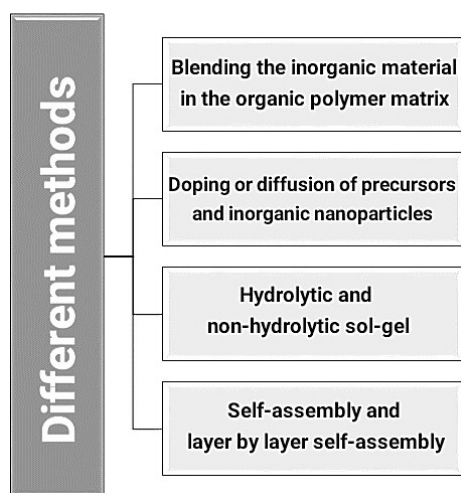 Different methods
Blending the inorganic material
in the organic polymer matrix
Doping or diffusion of precursors
and inorganic nanoparticles
Hydrolytic and
non-hydrolytic sol-gel
Self-assembly and
layer by layer self-assembly